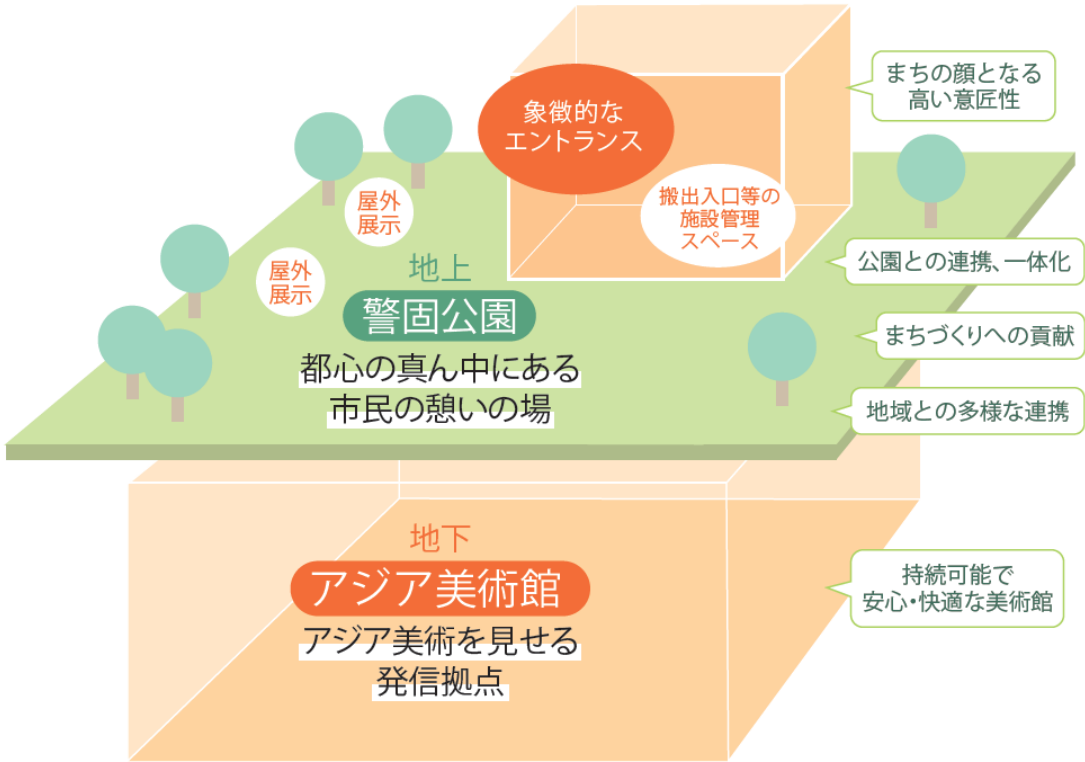 まちの顔となる
高い意匠性
象徴的な
エントランス
搬出入口等の
施設管理
スペース
屋外
展示
屋外
展示
公園との連携、一体化
地上
警固公園
都心の真ん中にある
市民の憩いの場
まちづくりへの貢献
地域との多様な連携
地下
アジア美術館
アジア美術を見せる
発信拠点
持続可能で
安心・快適な美術館